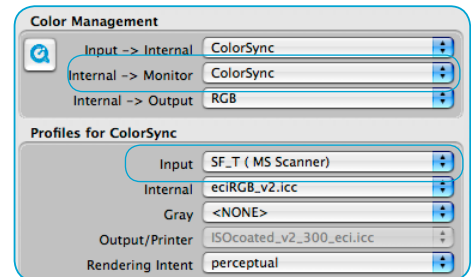 Color Management
Input -> Internal ColorSync
Internal -> Monitor ColorSync
Internal -> Output RGB
Profiles for ColorSync
Input SF_T ( MS Scanner)
Internal eciRGB_v2.icc
Gray <NONE>
Output/Printer ISOcoated_v2_300_eci.icc
Rendering Intent perceptual